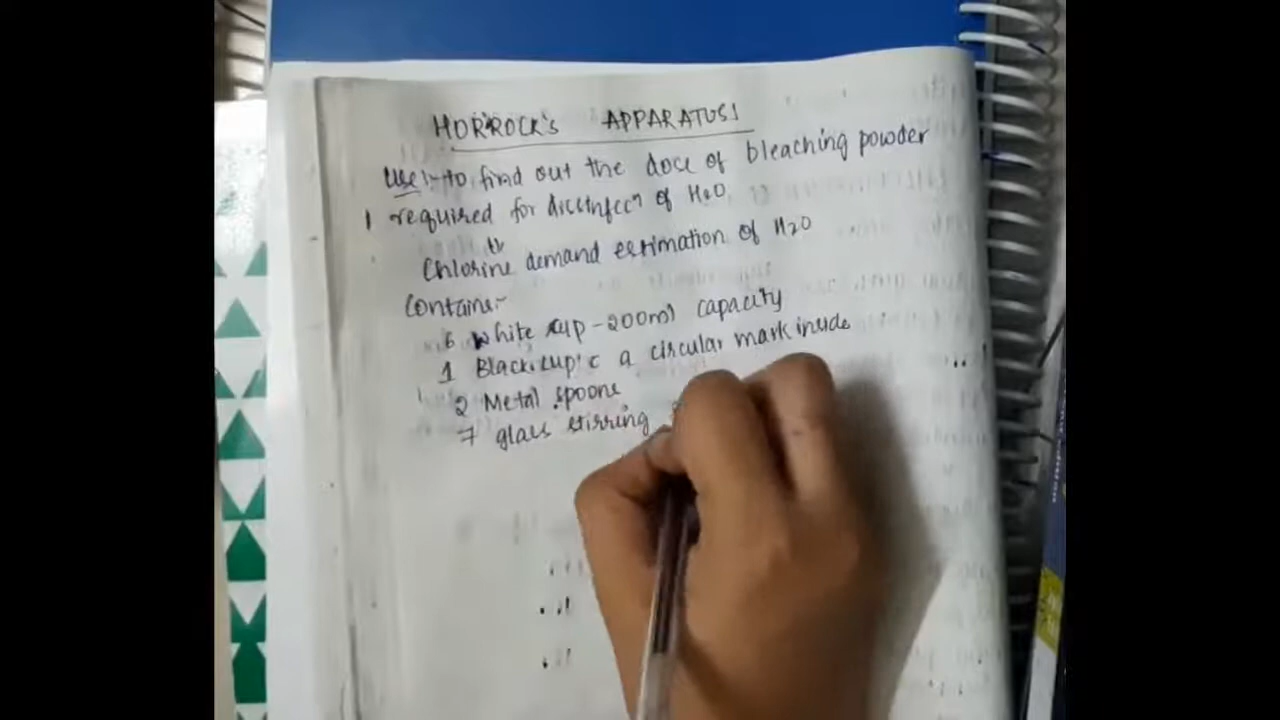 HORROCK'S APPARATUS
Use:- to find out the dose of bleaching powder
1 required for disinfecn of H2O
Chlorine demand estimation of H2O
Contains:-
6 White cup - 200ml capacity
1 Black cup c a circular mark inside
2 Metal spoons
7 glass stirring